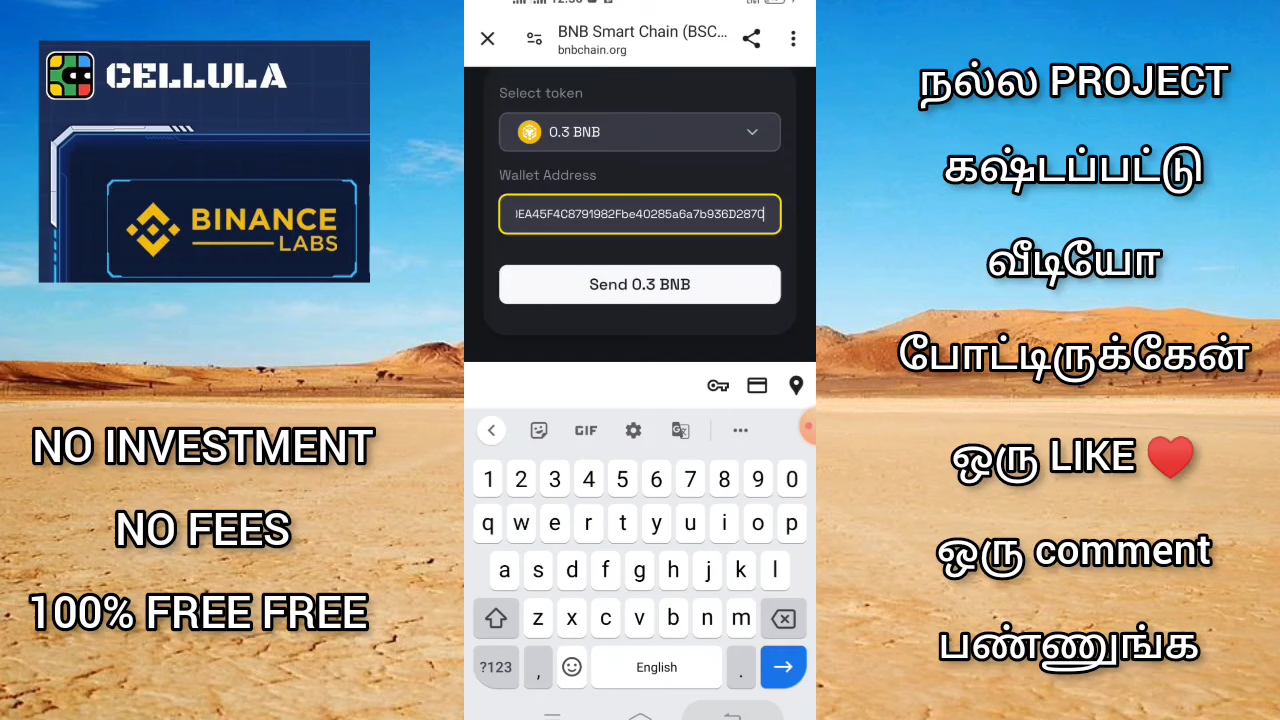 CELLULA
BINANCE
LABS
NO INVESTMENT
NO FEES
100% FREE FREE
BNB Smart Chain (BSC...
bnbchain.org
Select token
0.3 BNB
Wallet Address
EA45F4C8791982Fbe40285a6a7b936D287C
Send 0.3 BNB
GIF
1 2 3 4 5 6 7 8 9 0
q w e r t y u i o p
a s d f g h j k l
z x c v b n m
?123 , English .
நல்ல PROJECT
கஷ்டப்பட்டு
வீடியோ
போட்டிருக்கேன்
ஒரு LIKE ❤️
ஒரு comment
பண்ணுங்க